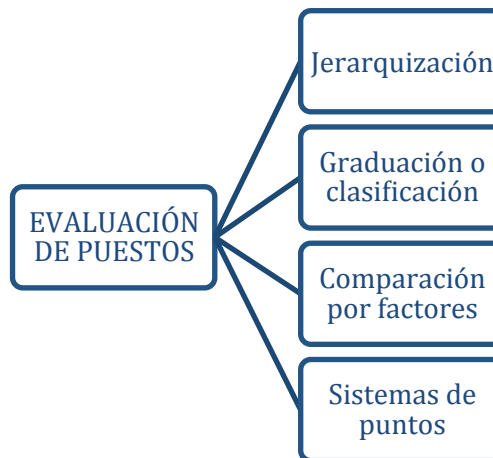 EVALUACIÓN
DE PUESTOS
Jerarquización
Graduación o
clasificación
Comparación
por factores
Sistemas de
puntos